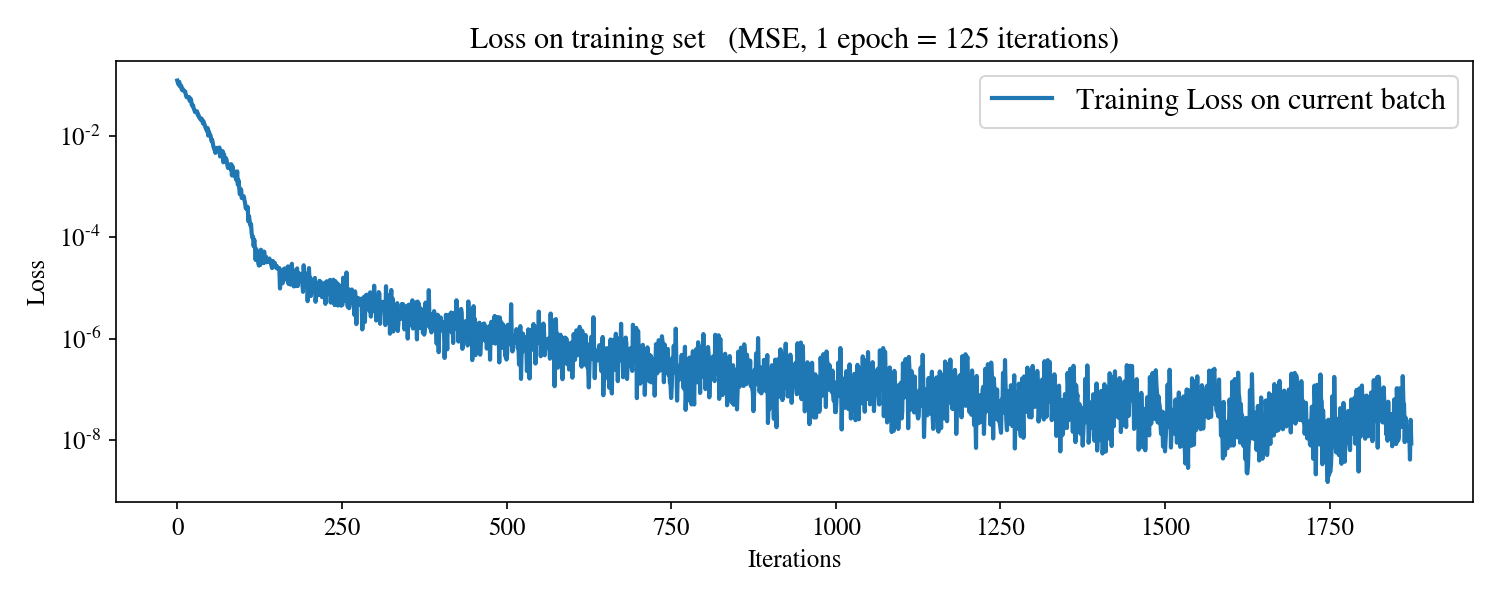 Loss on training set (MSE, 1 epoch = 125 iterations)
Training Loss on current batch
Loss
10^-2
10^-4
10^-6
10^-8
0 250 500 750 1000 1250 1500 1750
Iterations